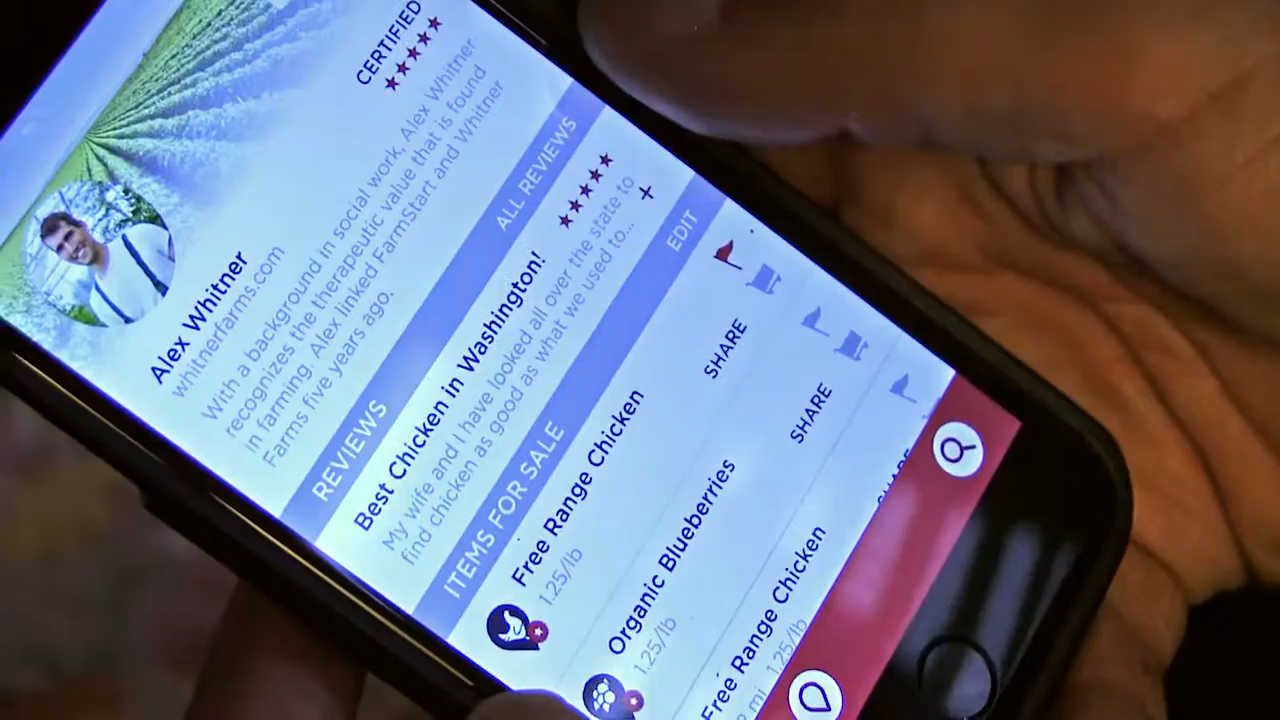 CERTIFIED
Alex Whitner
whitnerfarms.com
With a background in social work, Alex Whitner
recognizes the therapeutic value that is found
in farming. Alex linked FarmStart and Whitner
Farms five years ago.
REVIEWS ALL REVIEWS
Best Chicken in Washington!
My wife and I have looked all over the state to
find chicken as good as what we used to...
+
ITEMS FOR SALE EDIT
Free Range Chicken
1.25/lb
SHARE
Organic Blueberries
1.25/lb
SHARE
Free Range Chicken
mi 1.25/lb
SHARE